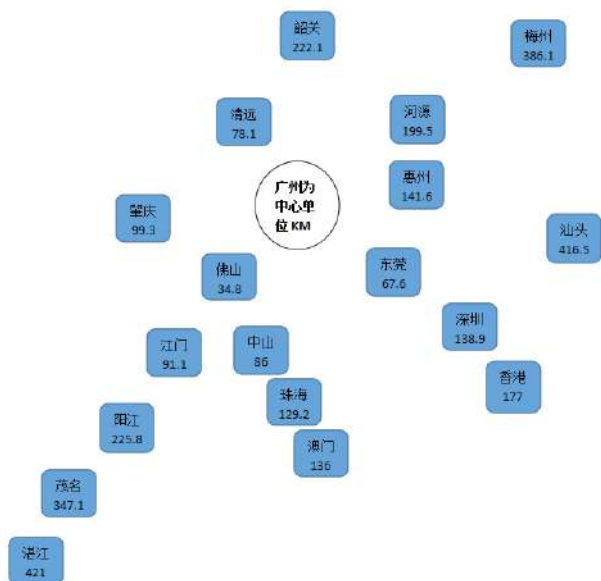 韶关
222.1
梅州
386.1
清远
78.1
河源
199.5
广州为
中心单
位 KM
惠州
141.6
肇庆
99.3
汕头
416.5
佛山
34.8
东莞
67.6
深圳
138.9
江门
91.1
中山
86
香港
177
珠海
129.2
阳江
225.8
澳门
136
茂名
347.1
湛江
421